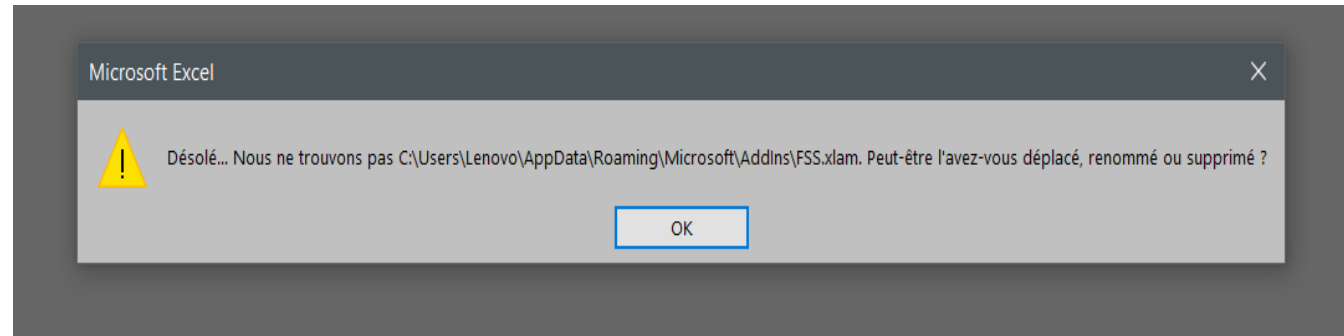 Microsoft Excel
Désolé... Nous ne trouvons pas C:\Users\Lenovo\AppData\Roaming\Microsoft\AddIns\FSS.xlam. Peut-être l'avez-vous déplacé, renommé ou supprimé ?
OK